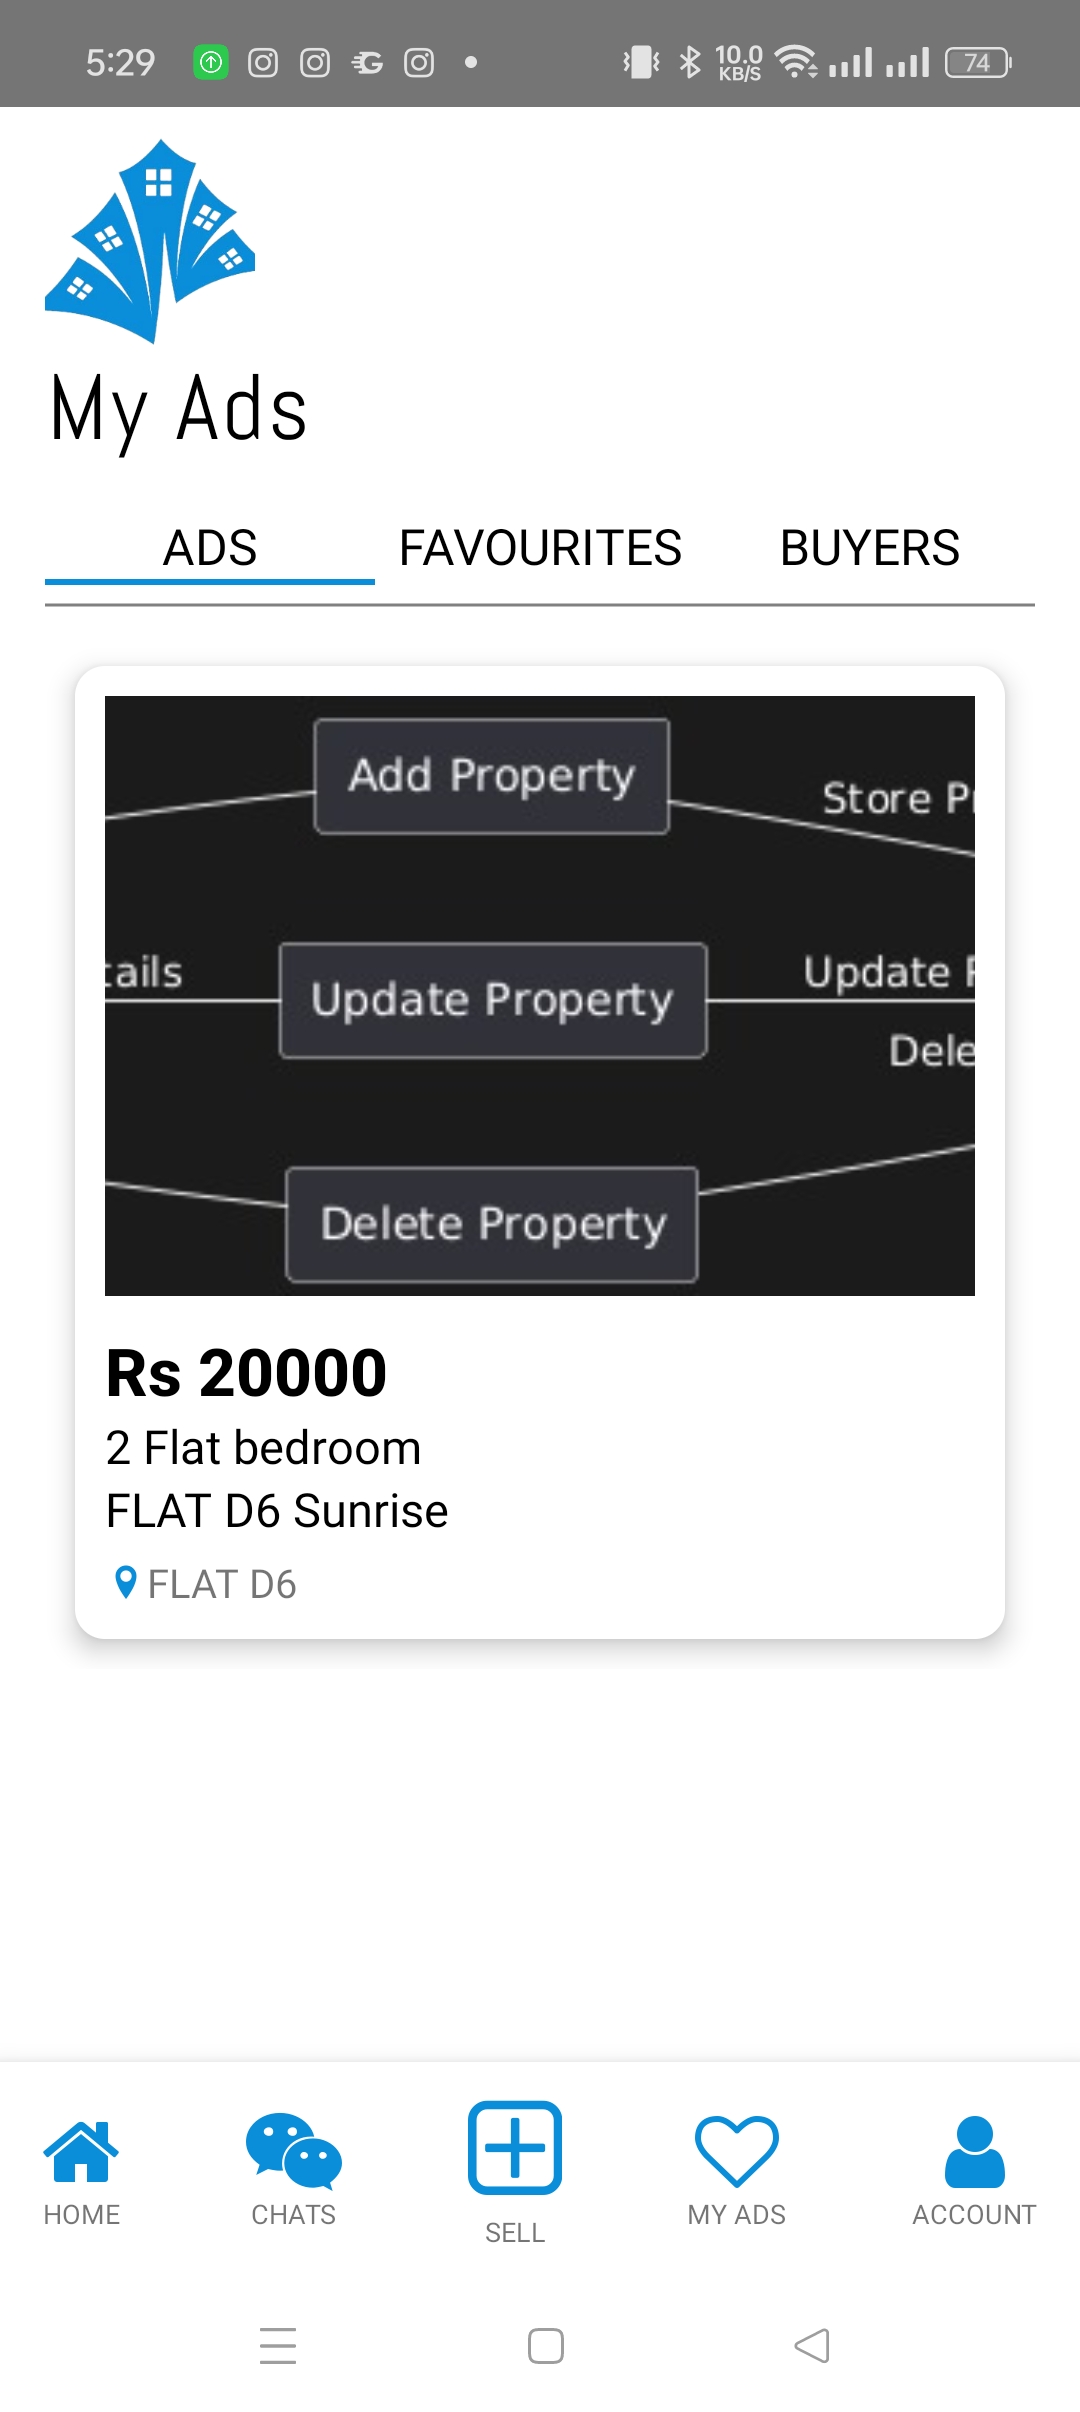 5:29
10.0
KB/S
74
My Ads
ADS FAVOURITES BUYERS
Add Property
Store P
tails
Update Property
Update
Dele
Delete Property
Rs 20000
2 Flat bedroom
FLAT D6 Sunrise
FLAT D6
HOME CHATS SELL MY ADS ACCOUNT